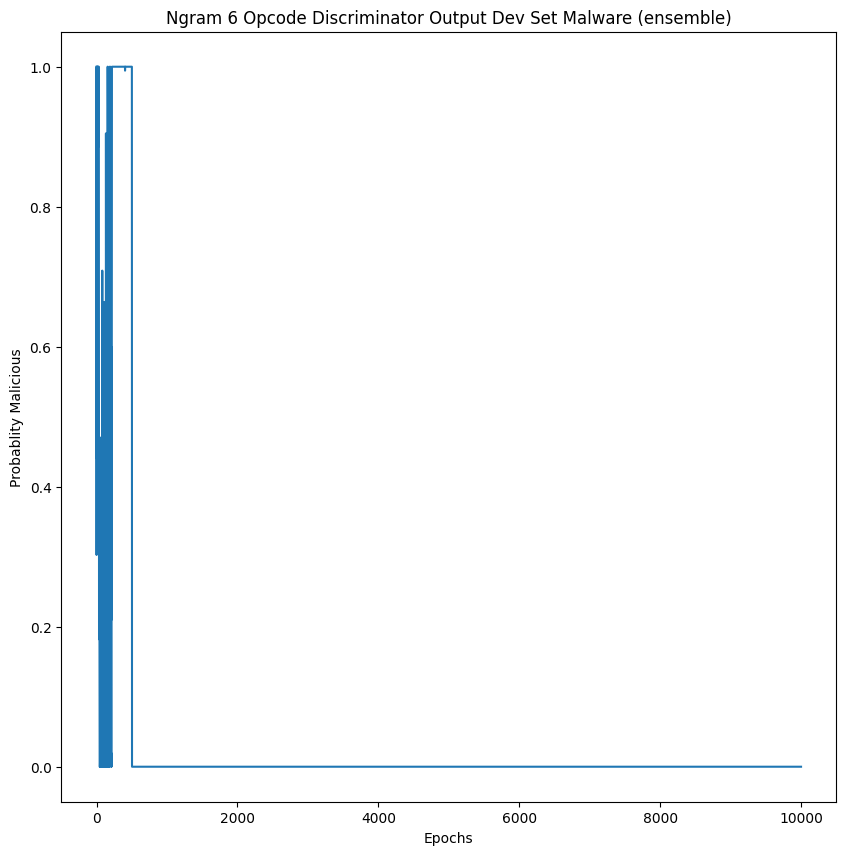 Ngram 6 Opcode Discriminator Output Dev Set Malware (ensemble)
1.0
0.8
0.6
0.4
0.2
0.0
Probablity Malicious
0 2000 4000 6000 8000 10000
Epochs